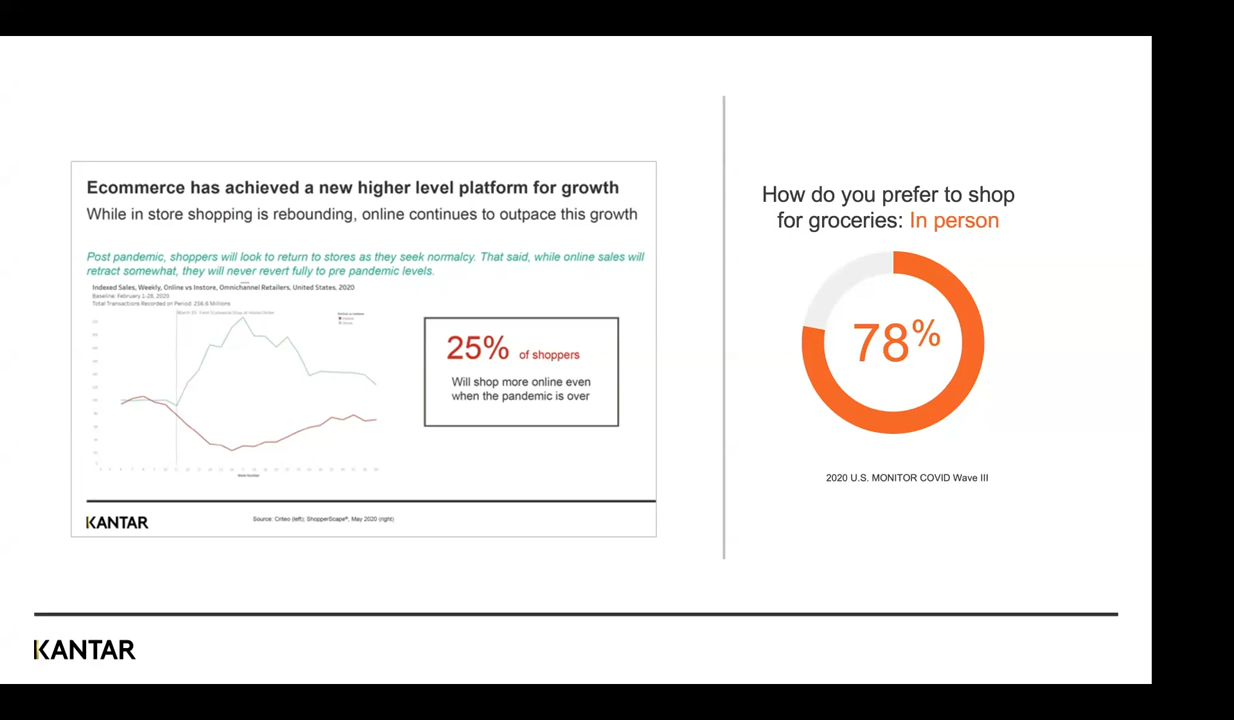 Ecommerce has achieved a new higher level platform for growth
While in store shopping is rebounding, online continues to outpace this growth
Post pandemic, shoppers will look to return to stores as they seek normalcy. That said, while online sales will
retract somewhat, they will never revert fully to pre pandemic levels.
Indexed Sales, Weekly, Online vs Instore, Omnichannel Retailers, United States, 2020
Baseline: February 1-28, 2020
Total Transactions Recorded on Period: 256.6 Millions
Week Number
25% of shoppers
Will shop more online even
when the pandemic is over
KANTAR
Source: Criteo (left); ShopperScape®, May 2020 (right)
How do you prefer to shop
for groceries: In person
78%
2020 U.S. MONITOR COVID Wave III
KANTAR